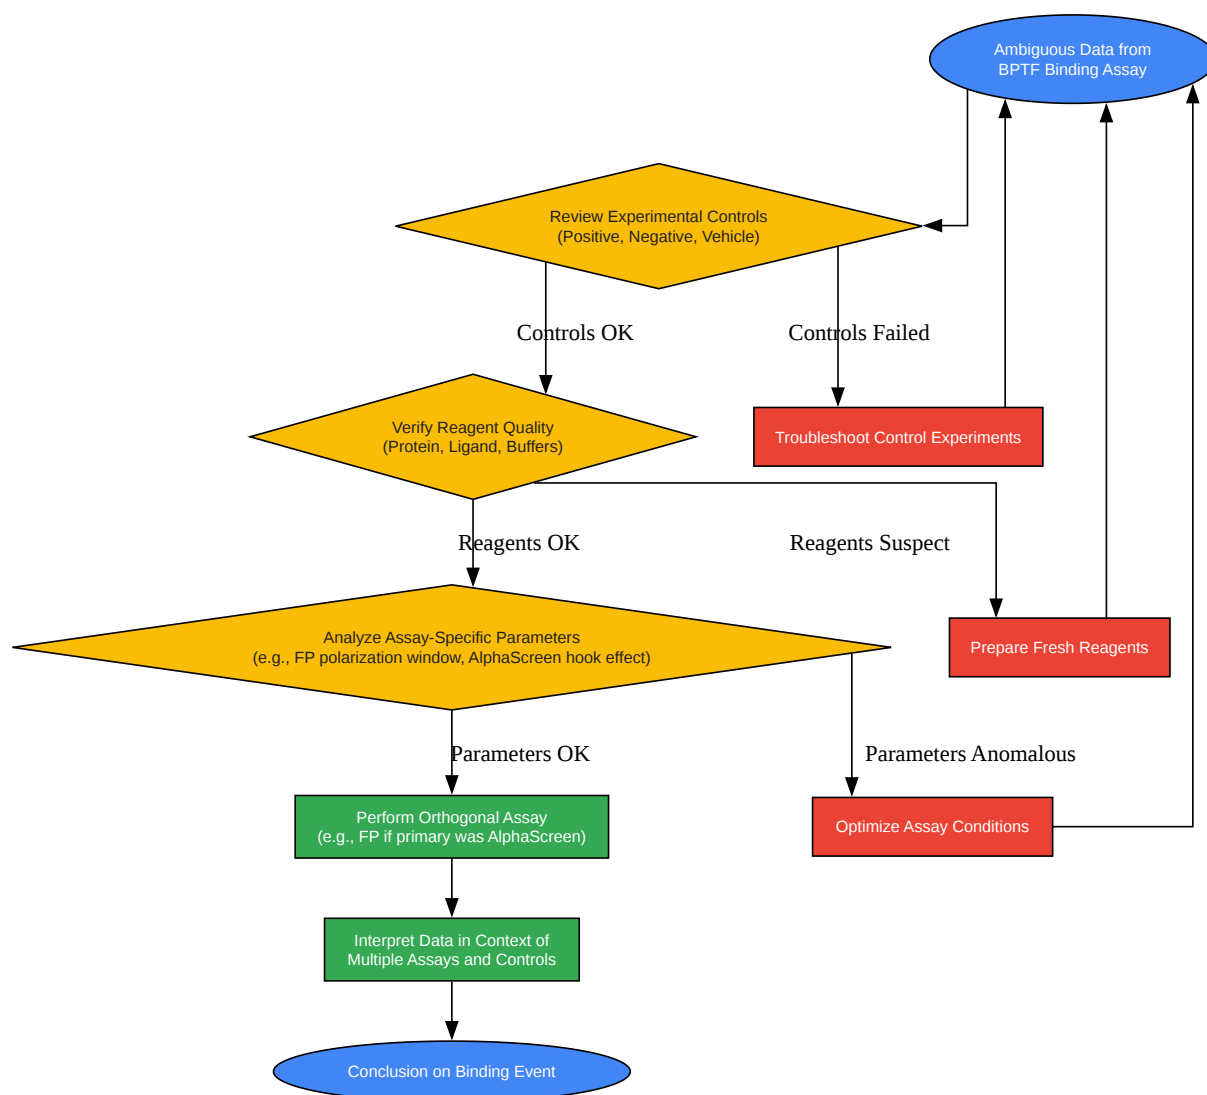 Ambiguous Data from
BPTF Binding Assay
Review Experimental Controls
(Positive, Negative, Vehicle)
Controls OK
Controls Failed
Verify Reagent Quality
(Protein, Ligand, Buffers)
Troubleshoot Control Experiments
Reagents OK
Reagents Suspect
Analyze Assay-Specific Parameters
(e.g., FP polarization window, AlphaScreen hook effect)
Prepare Fresh Reagents
Parameters OK
Parameters Anomalous
Perform Orthogonal Assay
(e.g., FP if primary was AlphaScreen)
Optimize Assay Conditions
Interpret Data in Context of
Multiple Assays and Controls
Conclusion on Binding Event